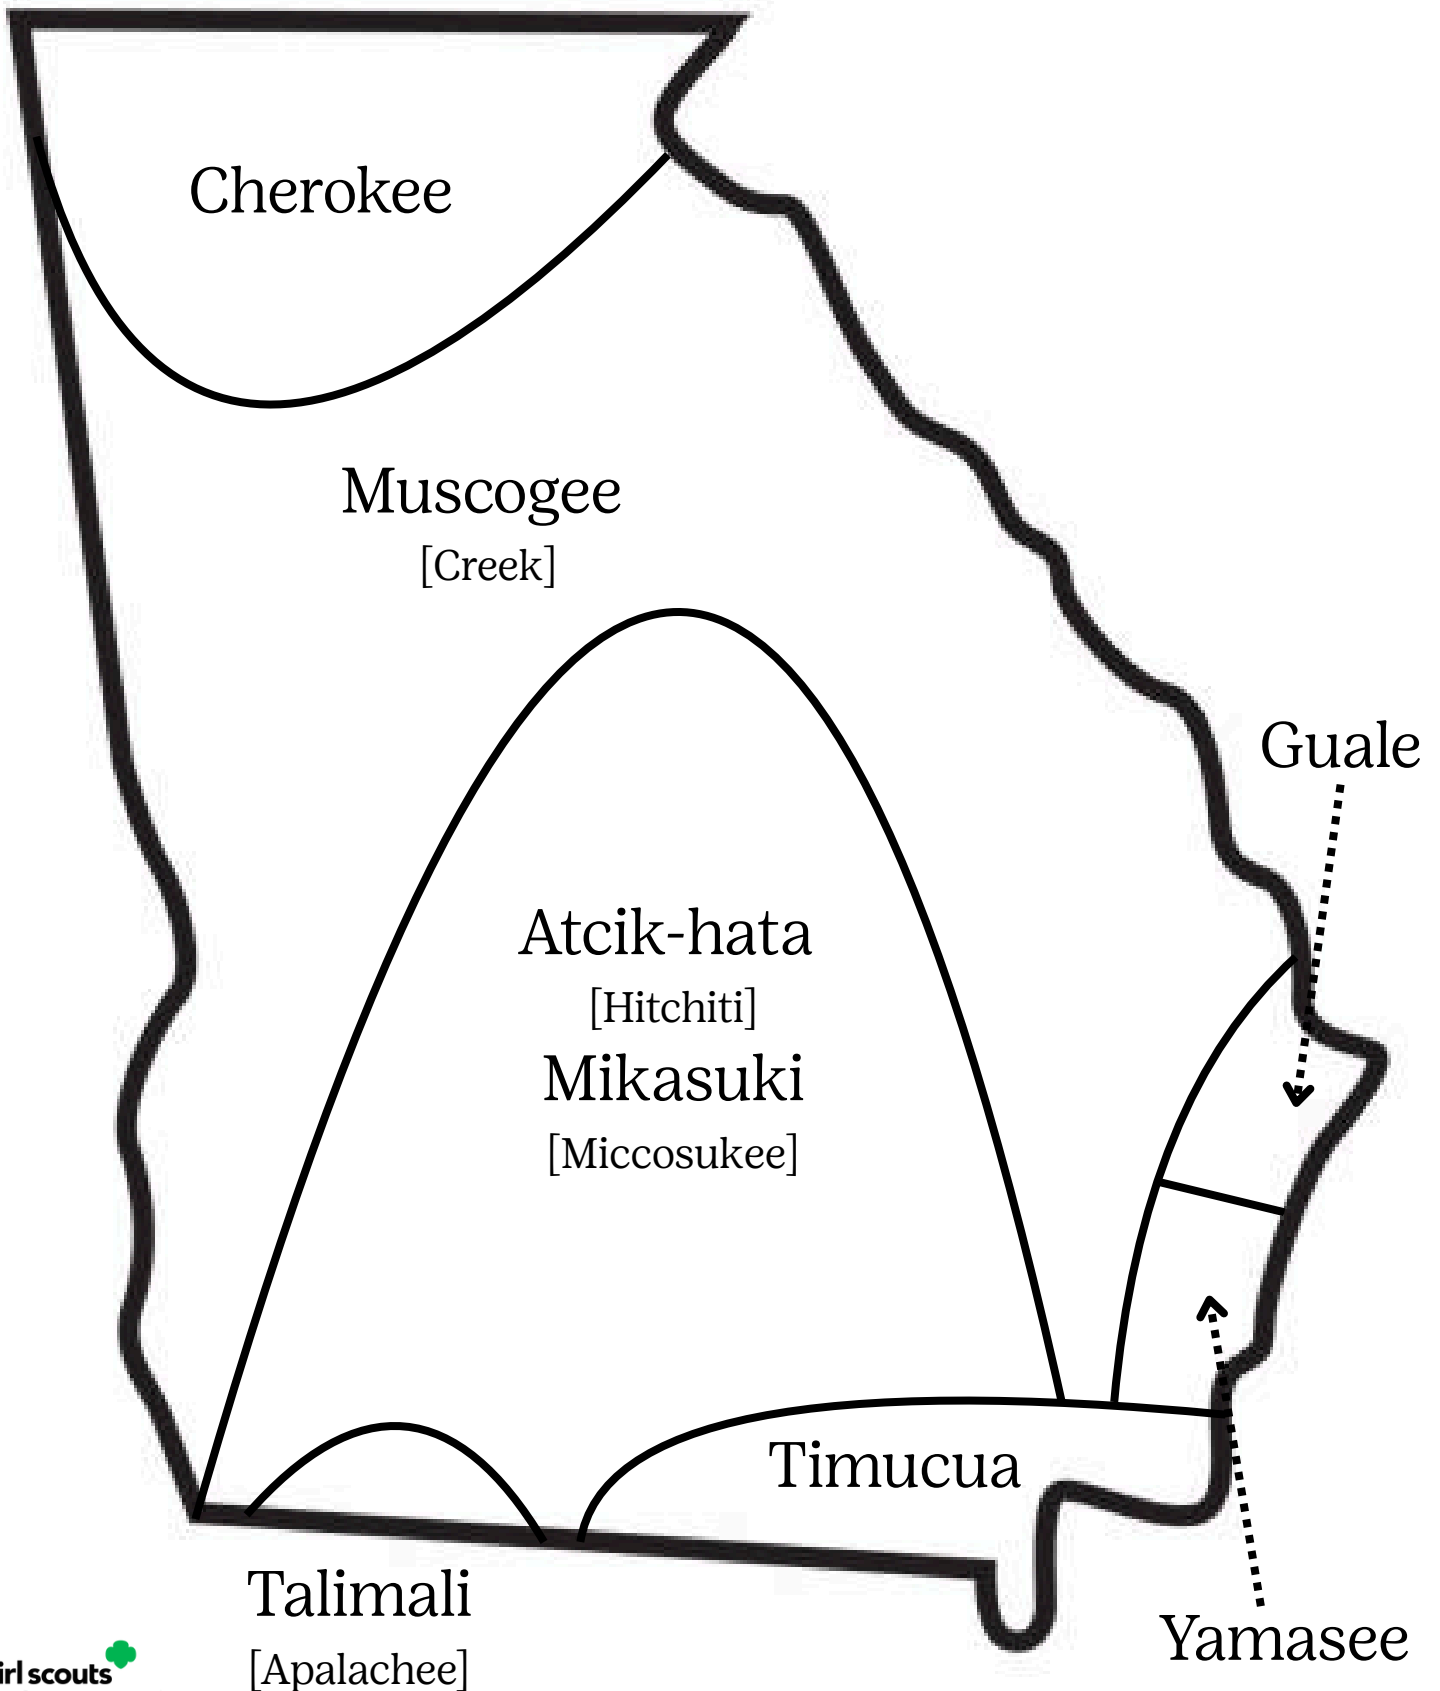 Cherokee
Muscogee
[Creek]
Guale
Atcik-hata
[Hitchiti]
Mikasuki
[Miccosukee]
Timucua
Talimali
[Apalachee]
Yamasee
irl scouts